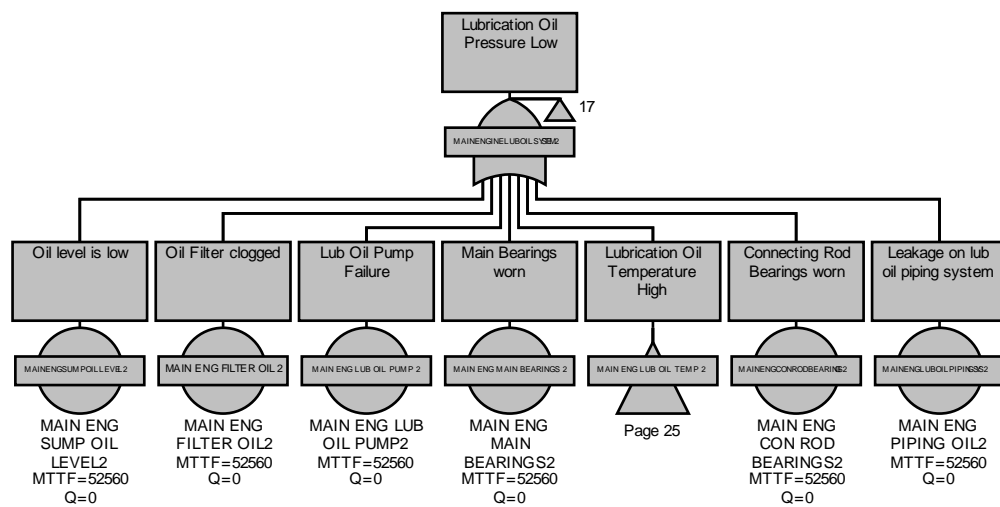 Lubrication Oil
Pressure Low
17
MAINENGINELUBOILSYTEM2
Oil level is low
Oil Filter clogged
Lub Oil Pump
Failure
Main Bearings
worn
Lubrication Oil
Temperature
High
Connecting Rod
Bearings worn
Leakage on lub
oil piping system
MAINENGSUMPOILLEVEL2
MAIN ENG FILTER OIL 2
MAIN ENG LUB OIL PUMP 2
MAIN ENG MAIN BEARINGS 2
MAIN ENG LUB OIL TEMP 2
MAINENGCONRODBEARINGS2
MAIN ENG
SUMP OIL
LEVEL2
MTTF=52560
Q=0
MAIN ENG
FILTER OIL2
MTTF=52560
Q=0
MAIN ENG LUB
OIL PUMP2
MTTF=52560
Q=0
MAIN ENG
MAIN
BEARINGS2
MTTF=52560
Q=0
Page 25
MAIN ENG
CON ROD
BEARINGS2
MTTF=52560
Q=0
MAIN ENG
PIPING OIL2
MTTF=52560
Q=0